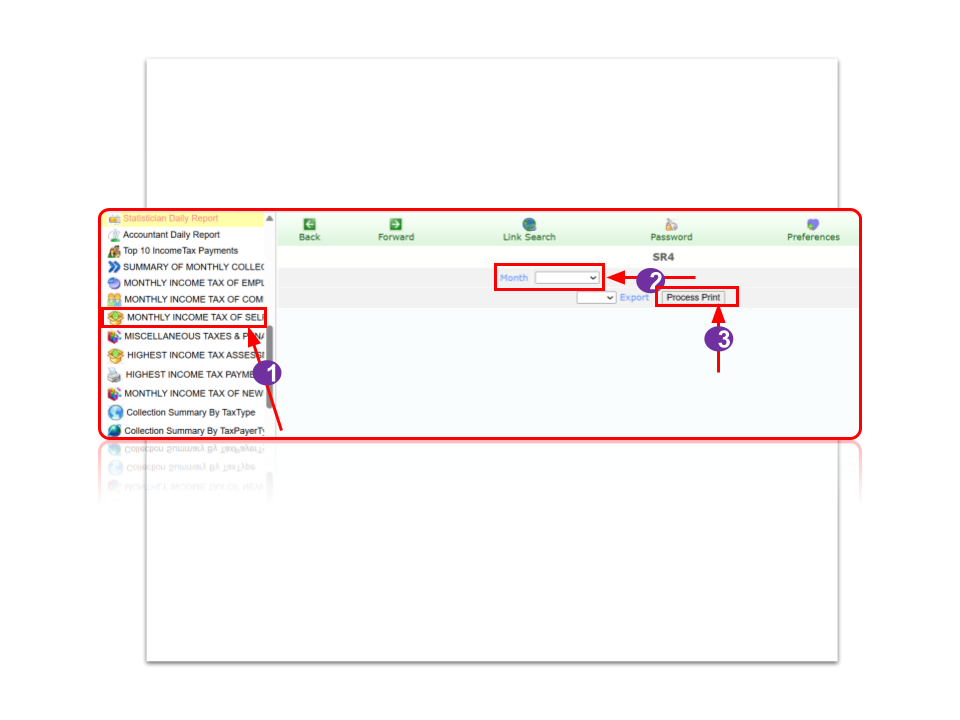 Statistician Daily Report
Accountant Daily Report
Top 10 IncomeTax Payments
SUMMARY OF MONTHLY COLLEC
MONTHLY INCOME TAX OF EMPL
MONTHLY INCOME TAX OF COM
MONTHLY INCOME TAX OF SEL
MISCELLANEOUS TAXES &
HIGHEST INCOME TAX ASSESS
HIGHEST INCOME TAX PAYME
MONTHLY INCOME TAX OF NEW
Collection Summary By TaxType
Collection Summary By TaxPayerTy
1
Back Forward Link Search Password Preferences
SR4
Month
2
Export Process Print
3